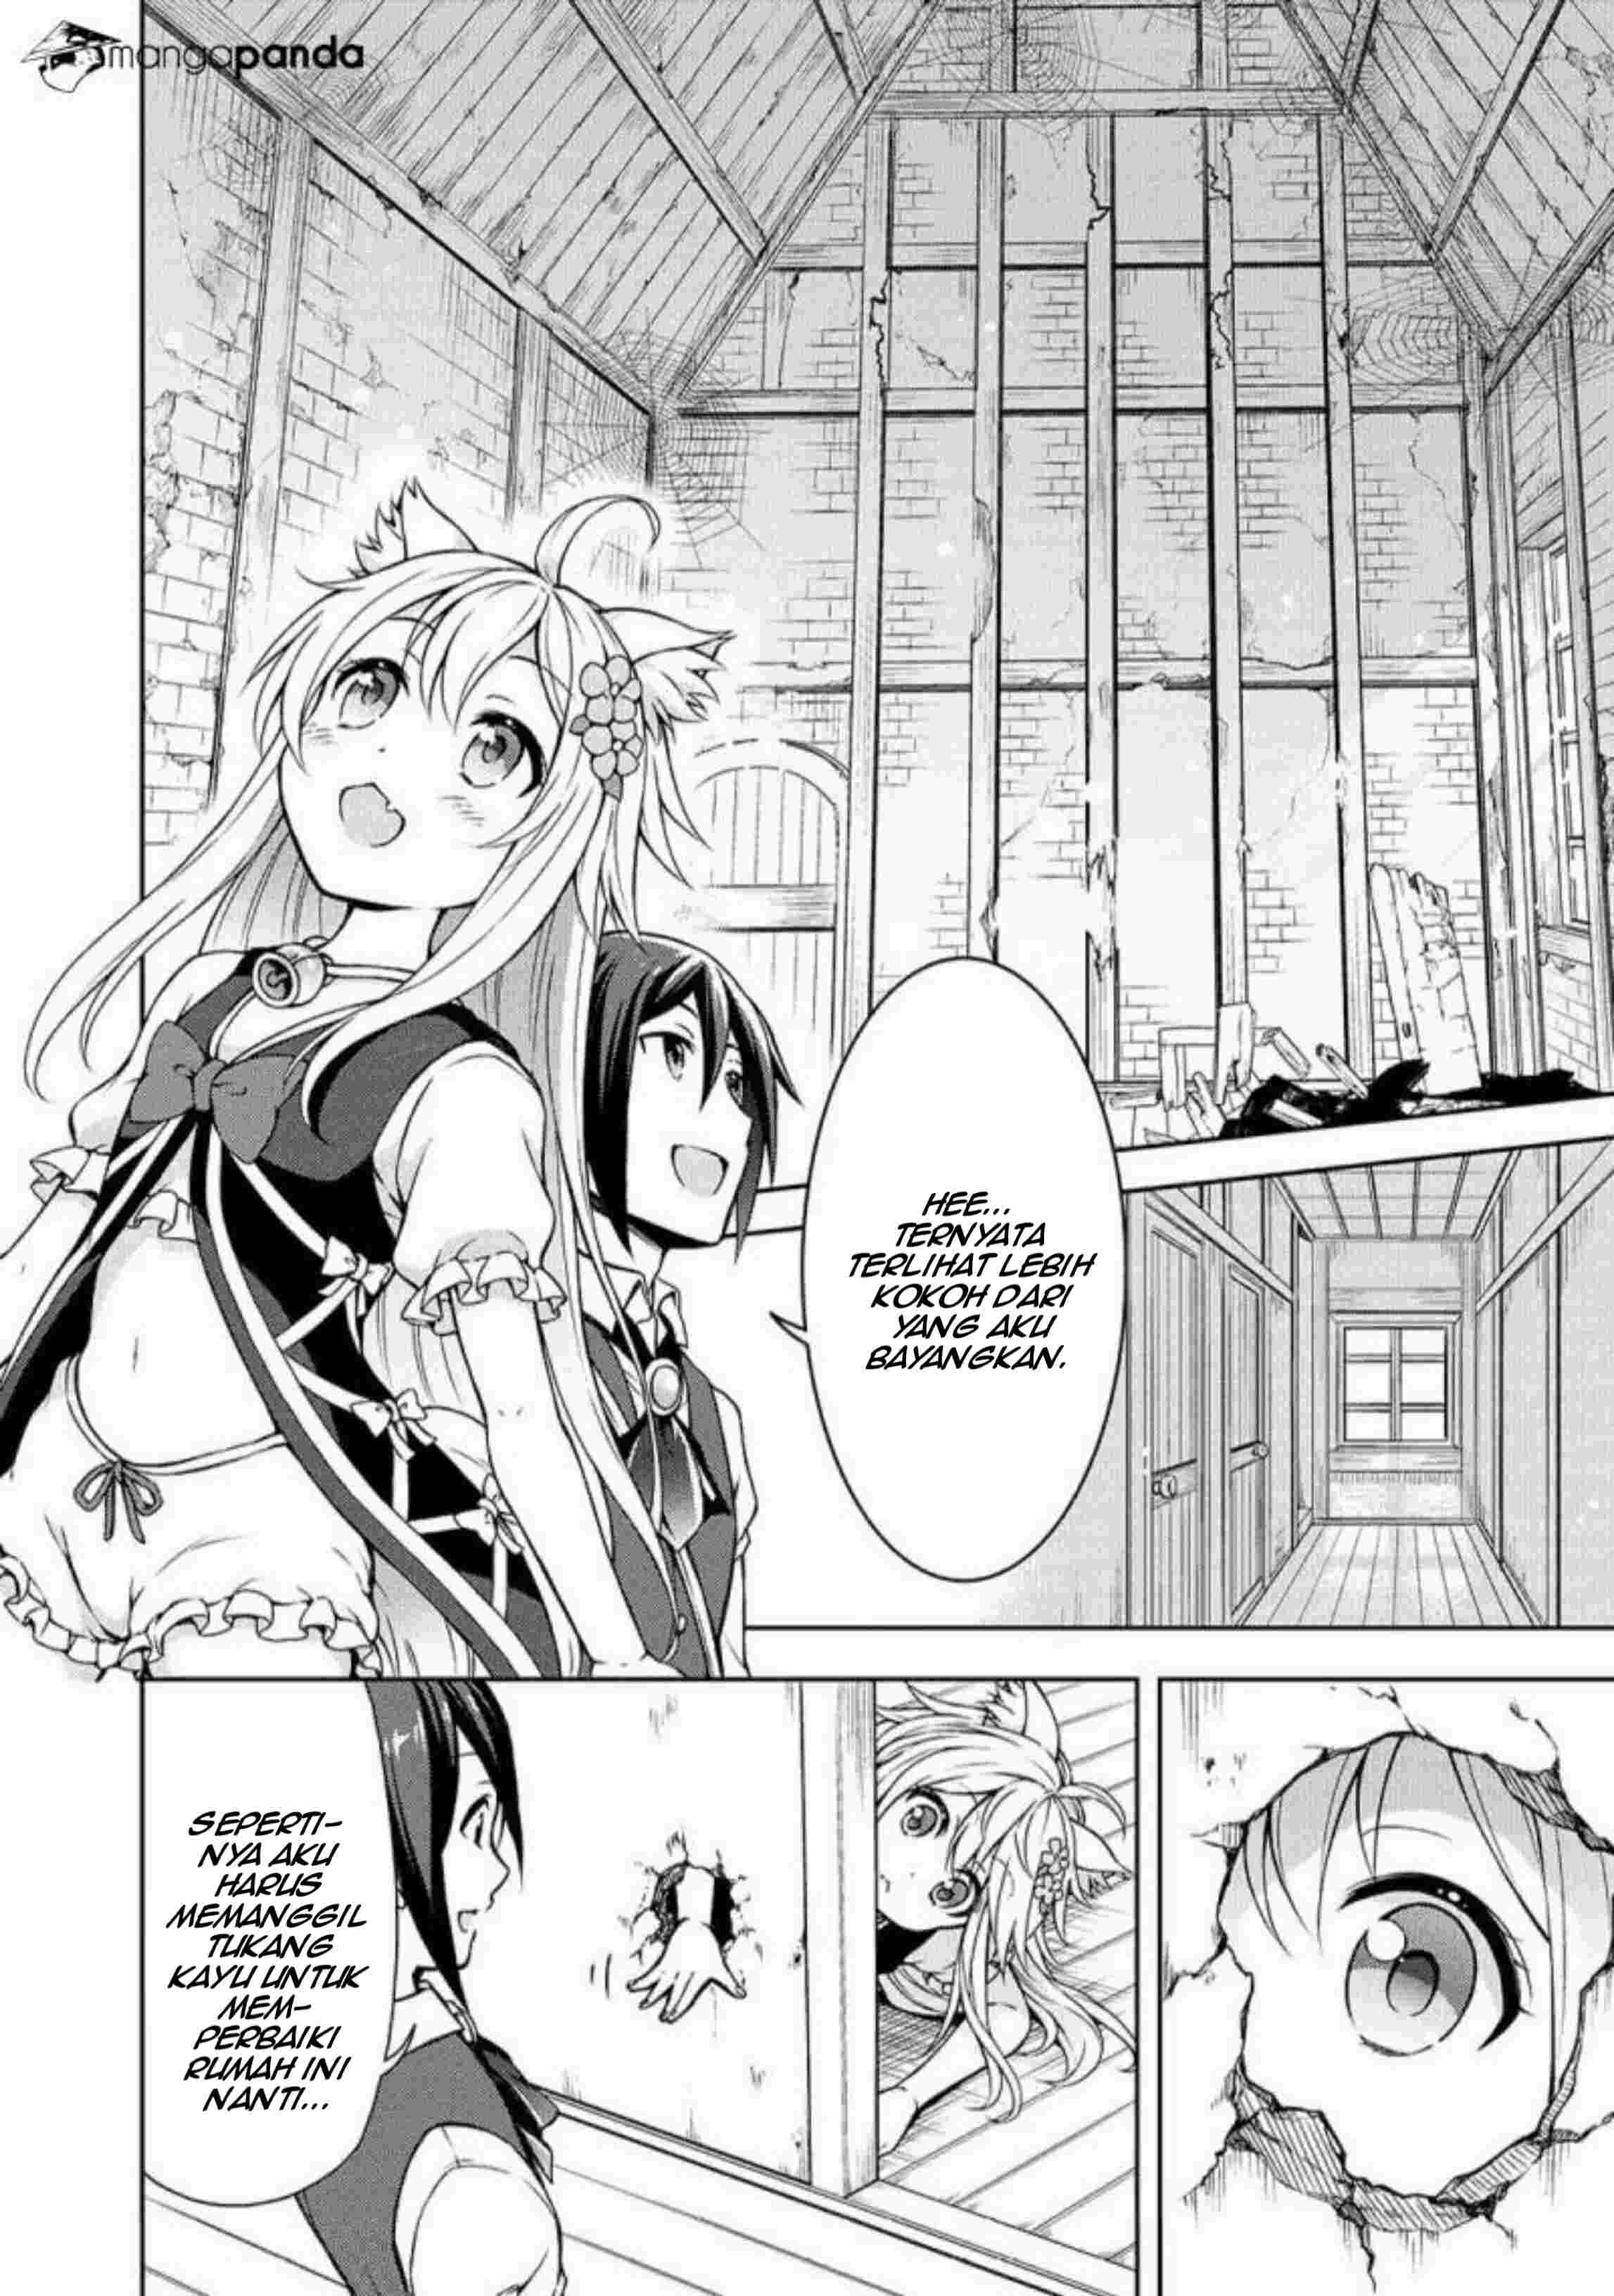 mangapanda
HEE...
TERNYATA
TERLIHAT LEBIH
KOKOH DARI
YANG AKU
BAYANGKAN.
SEPERTI-
NYA AKU
HARUS
MEMANGGIL
TUKANG
KAYU UNTUK
MEM-
PERBAIKI
RUMAH INI
NANTI...